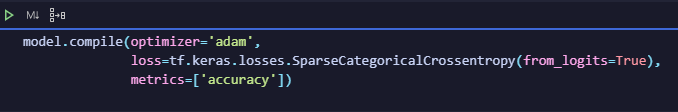 M↓
model.compile(optimizer='adam',
              loss=tf.keras.losses.SparseCategoricalCrossentropy(from_logits=True),
              metrics=['accuracy'])